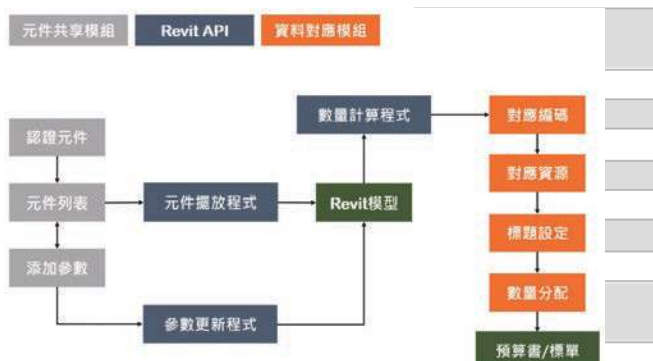 元件共享模組
Revit API
資料對應模組
數量計算程式
對應編碼
認證元件
對應資源
元件列表
元件擺放程式
Revit模型
標題設定
添加參數
數量分配
參數更新程式
預算書/標單